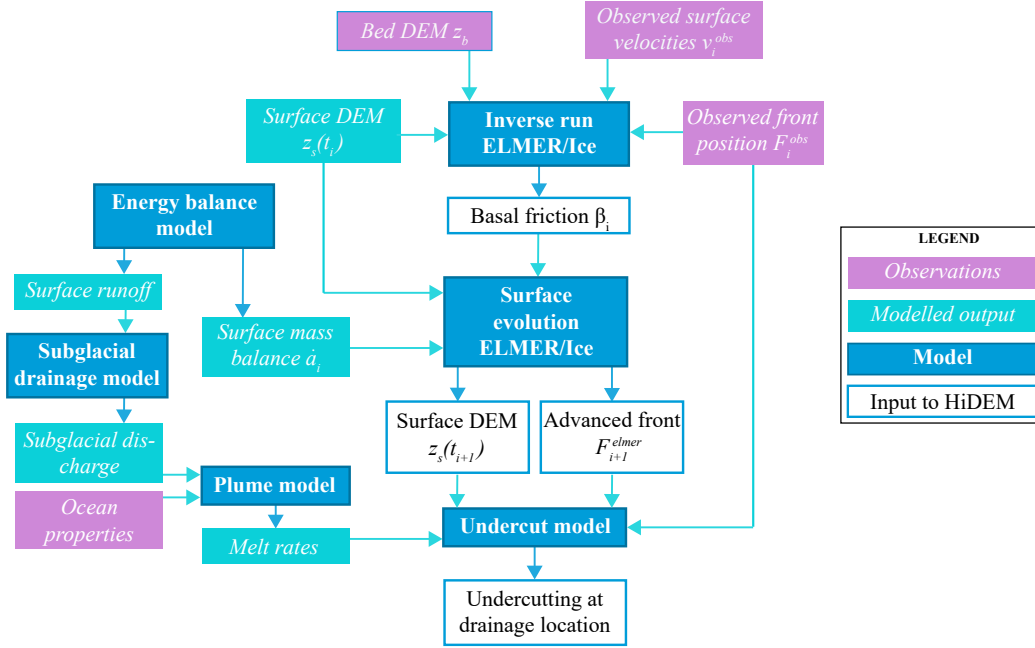 Bed DEM z_b
Observed surface
velocities v_i^obs
Surface DEM
z_s(t_i)
Inverse run
ELMER/Ice
Observed front
position F_i^obs
Energy balance
model
Basal friction β_i
LEGEND
Observations
Modelled output
Model
Input to HiDEM
Surface runoff
Surface
evolution
ELMER/Ice
Surface mass
balance ȧ_i
Subglacial
drainage model
Surface DEM
z_s(t_{i+1})
Advanced front
F_{i+1}^{elmer}
Subglacial dis-
charge
Plume model
Ocean
properties
Undercut model
Melt rates
Undercutting at
drainage location